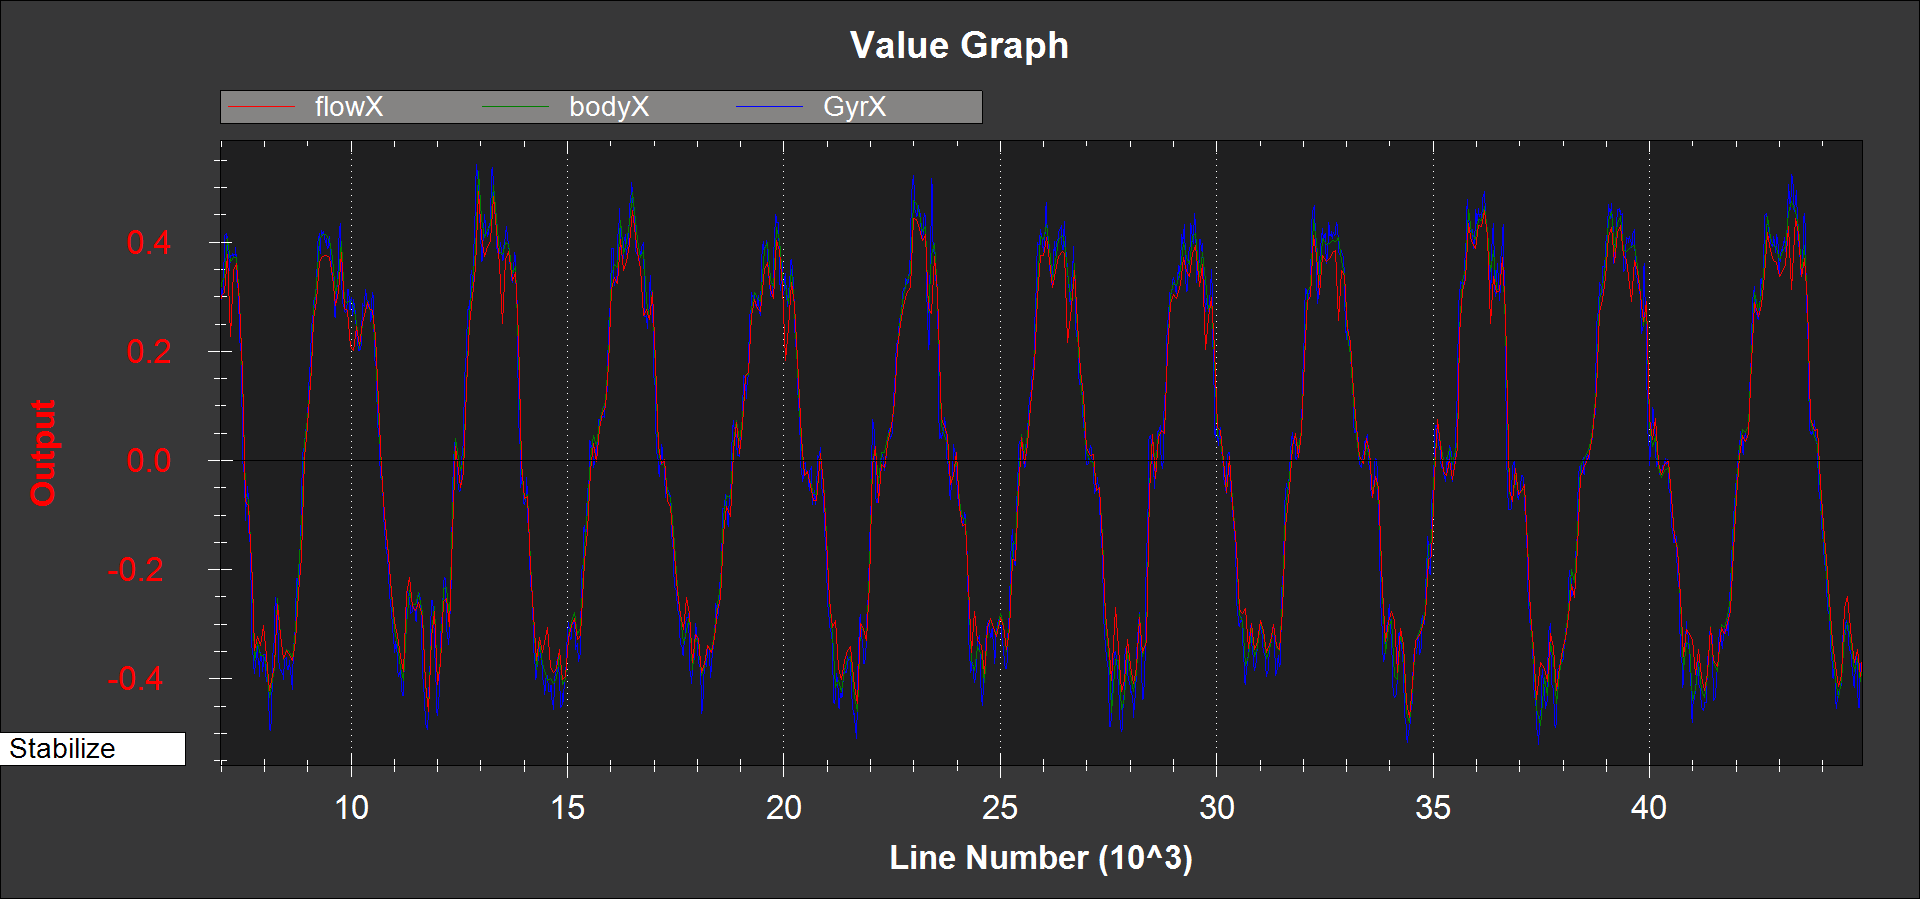 Value Graph
flowX bodyX GyrX
0.4
0.2
0.0
-0.2
-0.4
Output
Stabilize
10 15 20 25 30 35 40
Line Number (10^3)